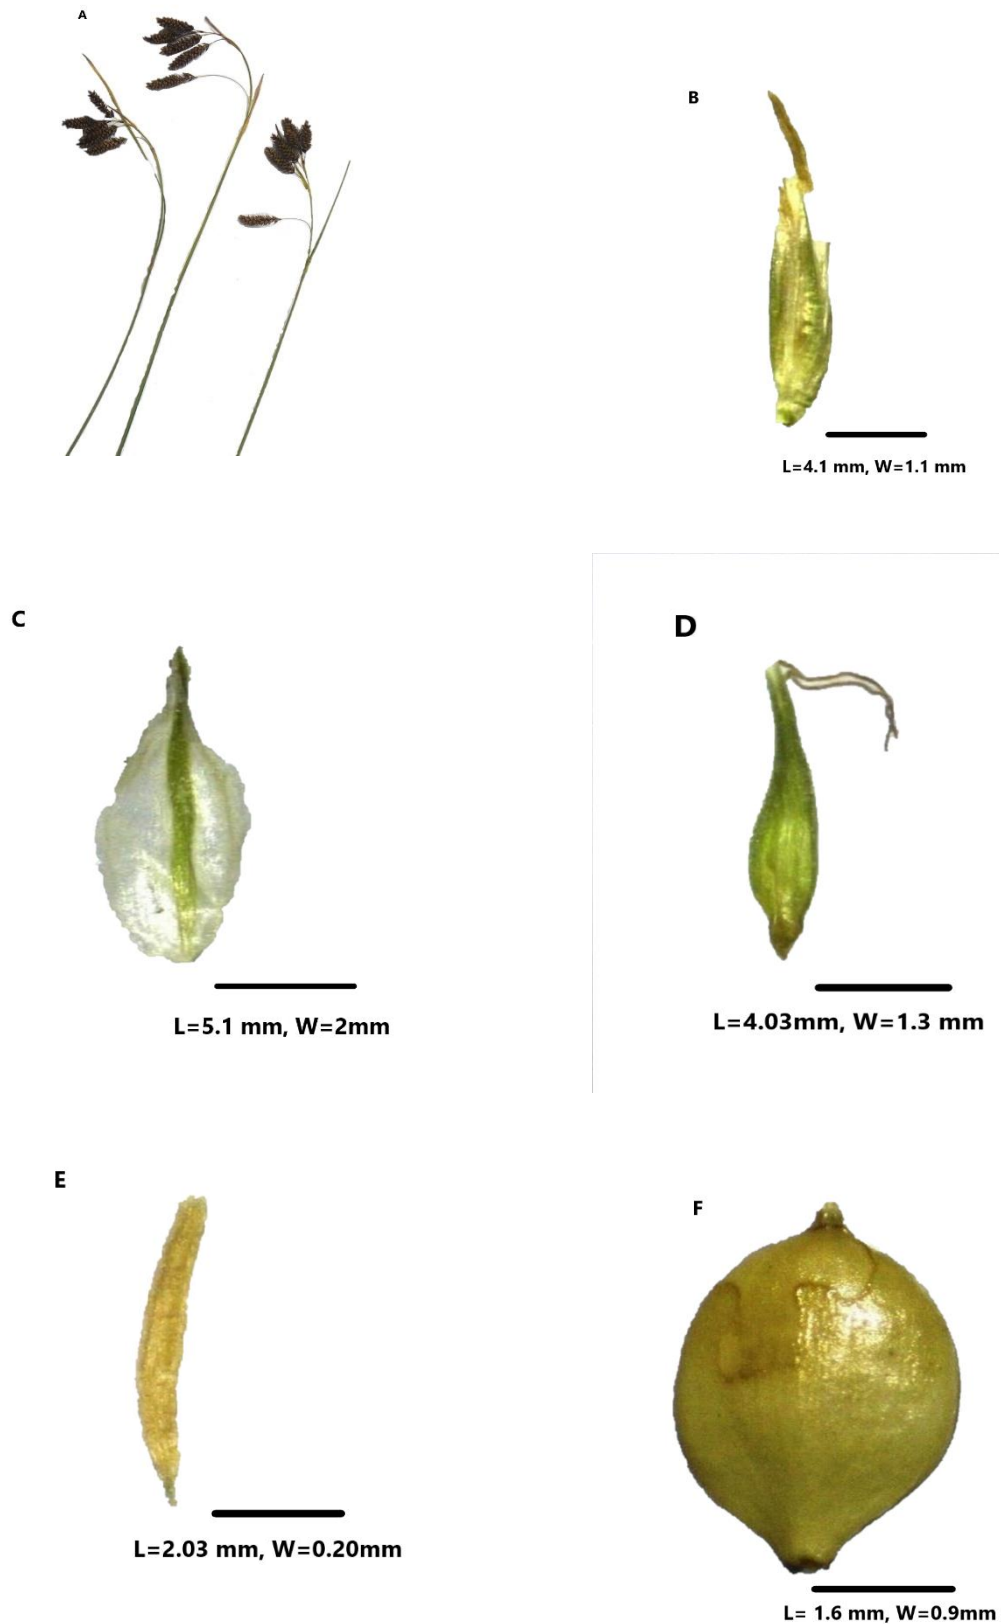 A
B
L=4.1 mm, W=1.1 mm
C
D
L=5.1 mm, W=2mm
L=4.03mm, W=1.3 mm
E
F
L=2.03 mm, W=0.20mm
L= 1.6 mm, W=0.9mm